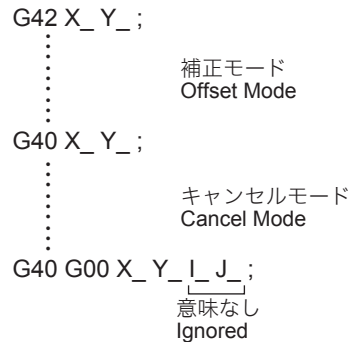 G42 X_ Y_ ;
補正モード
Offset Mode
G40 X_ Y_ ;
キャンセルモード
Cancel Mode
G40 G00 X_ Y_ I_ J_ ;
意味なし
Ignored